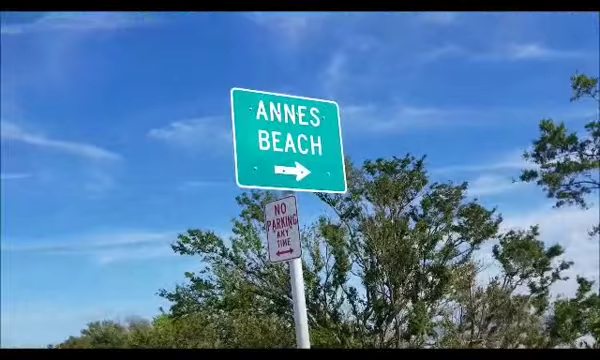 ANNES
BEACH
NO
PARKING
ANY
TIME